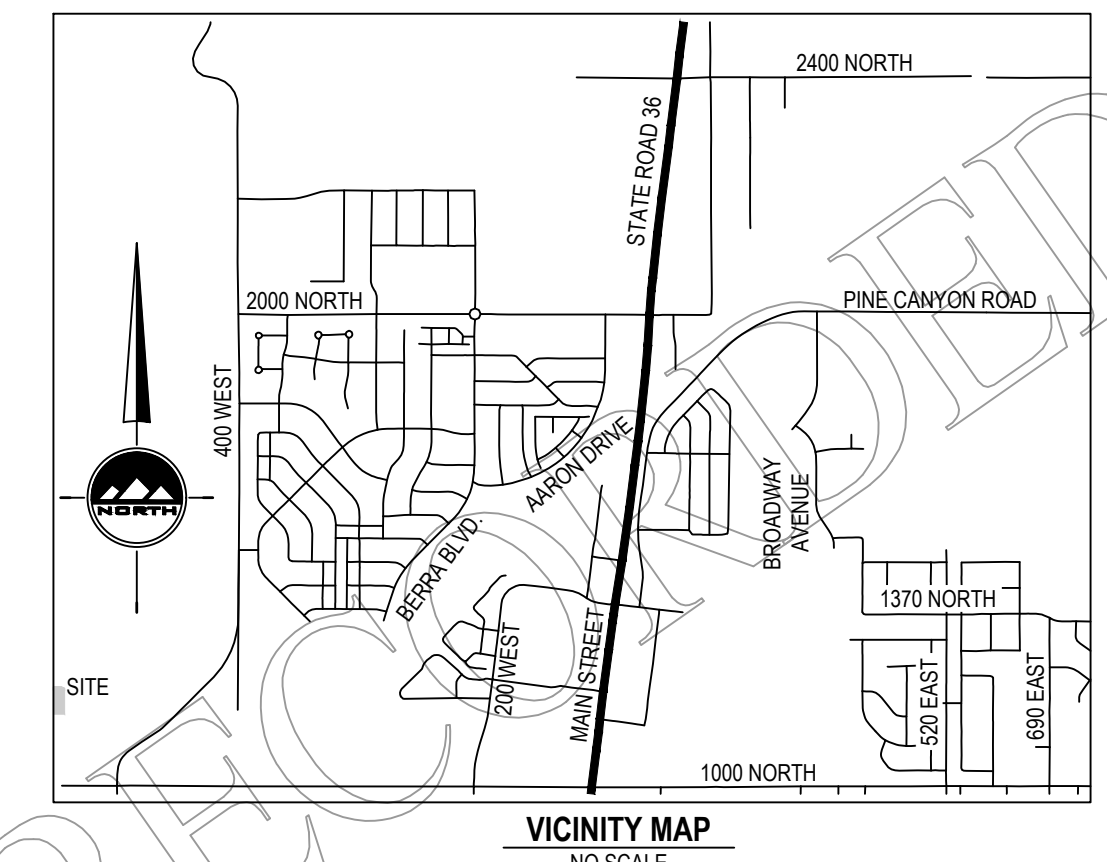 2400 NORTH
STATE ROAD 36
2000 NORTH
PINE CANYON ROAD
400 WEST
AARON DRIVE
BROADWAY
AVENUE
NORTH
BERRA BLVD.
1370 NORTH
200 WEST
MAIN STREET
SITE
520 EAST
690 EAST
1000 NORTH
VICINITY MAP
NO SCALE
RECORDED